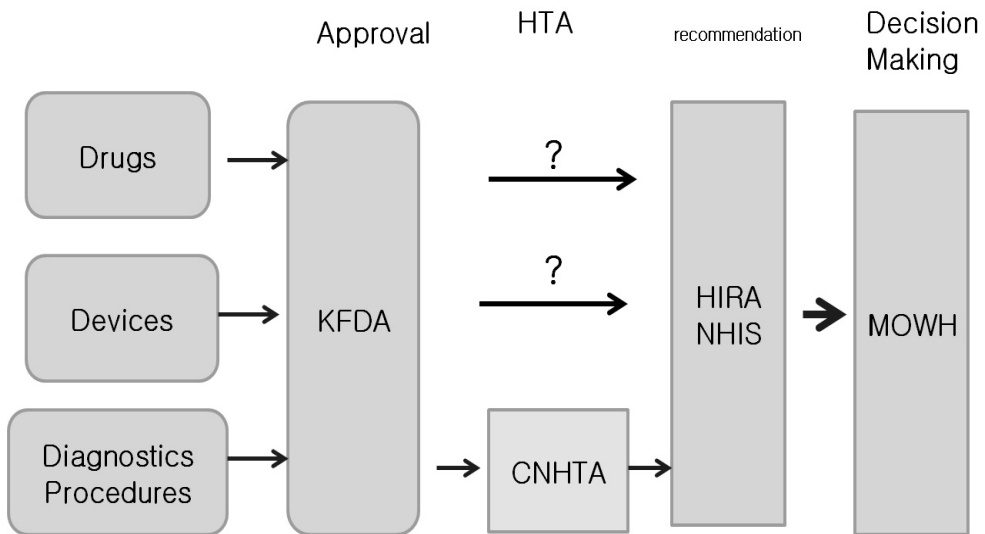 Approval
HTA
recommendation
Decision
Making
Drugs
?
Devices
KFDA
?
HIRA
NHIS
MOWH
Diagnostics
Procedures
CNHTA